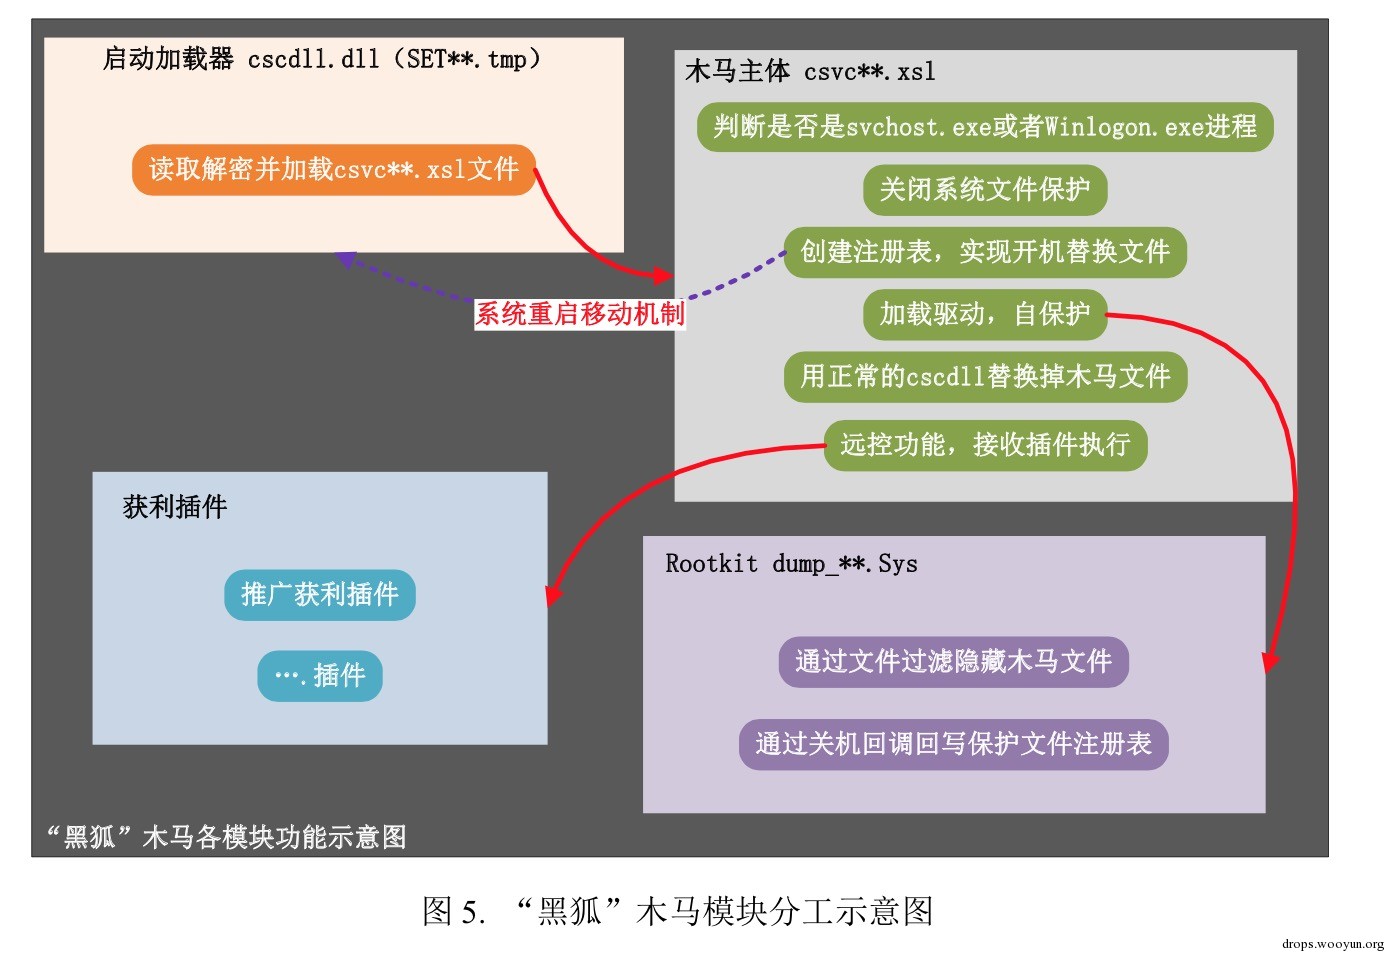 启动加载器 cscdll.dll（SET**.tmp）
读取解密并加载csvc**.xsl文件
木马主体 csvc**.xsl
判断是否是svchost.exe或者Winlogon.exe进程
关闭系统文件保护
创建注册表，实现开机替换文件
系统重启移动机制
加载驱动，自保护
用正常的cscdll替换掉木马文件
远控功能，接收插件执行
获利插件
推广获利插件
….插件
Rootkit dump_**.Sys
通过文件过滤隐藏木马文件
通过关机回调回写保护文件注册表
“黑狐”木马各模块功能示意图
图 5. “黑狐”木马模块分工示意图
drops.wooyun.org